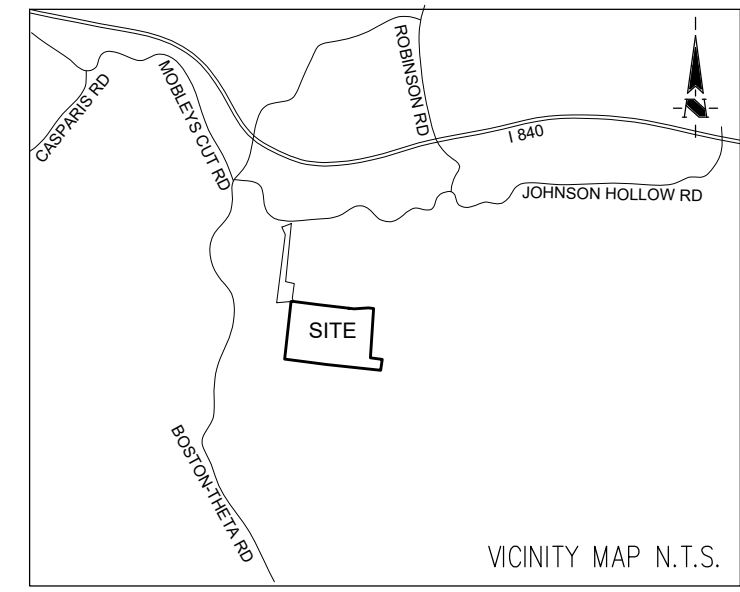 CASPARIS RD
MOBLEYS CUT RD
ROBINSON RD
N
I 840
JOHNSON HOLLOW RD
SITE
BOSTON-THETA RD
VICINITY MAP N.T.S.